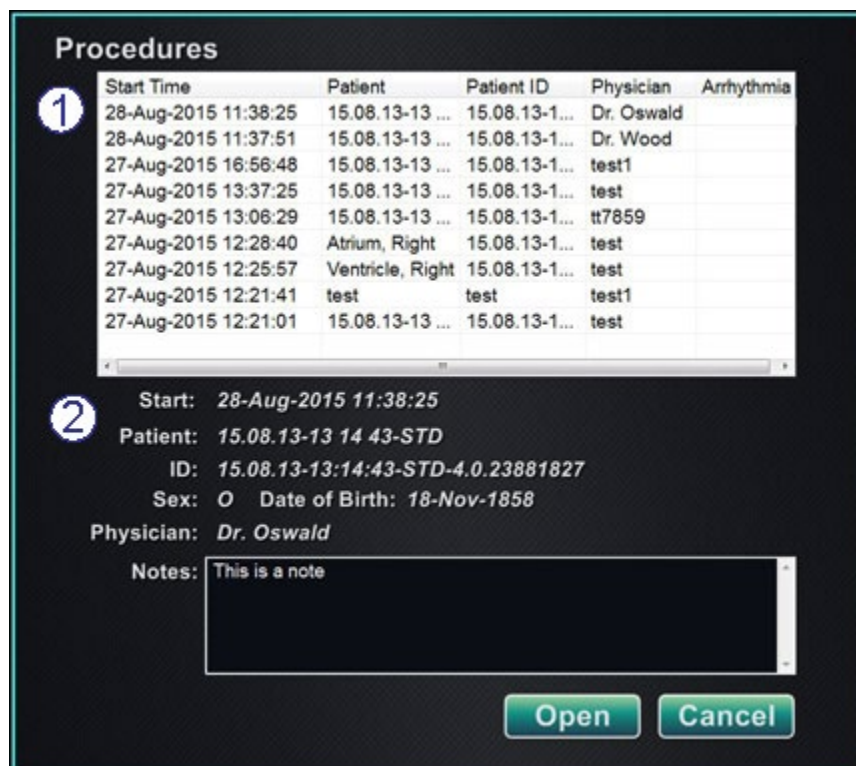 Procedures
1
Start Time Patient Patient ID Physician Arrhythmia
28-Aug-2015 11:38:25 15.08.13-13 ... 15.08.13-1... Dr. Oswald
28-Aug-2015 11:37:51 15.08.13-13 ... 15.08.13-1... Dr. Wood
27-Aug-2015 16:56:48 15.08.13-13 ... 15.08.13-1... test1
27-Aug-2015 13:37:25 15.08.13-13 ... 15.08.13-1... test
27-Aug-2015 13:06:29 15.08.13-13 ... 15.08.13-1... tt7859
27-Aug-2015 12:28:40 Atrium, Right 15.08.13-1... test
27-Aug-2015 12:25:57 Ventricle, Right 15.08.13-1... test
27-Aug-2015 12:21:41 test test test1
27-Aug-2015 12:21:01 15.08.13-13 ... 15.08.13-1... test
2
Start: 28-Aug-2015 11:38:25
Patient: 15.08.13-13 14 43-STD
ID: 15.08.13-13:14:43-STD-4.0.23881827
Sex: O Date of Birth: 18-Nov-1858
Physician: Dr. Oswald
Notes: This is a note
Open Cancel